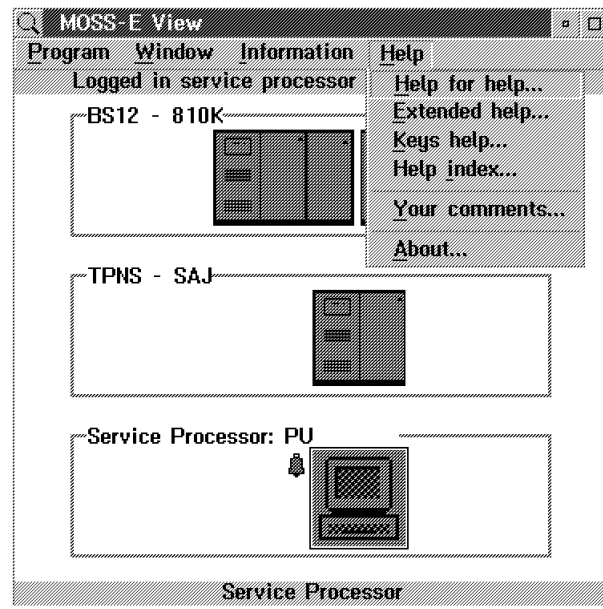 MOSS-E View
Program Window Information Help
Logged in service processor
Help for help...
Extended help...
Keys help...
Help index...
Your comments...
About...
BS12 - 810K
TPNS - SAJ
Service Processor: PU
Service Processor